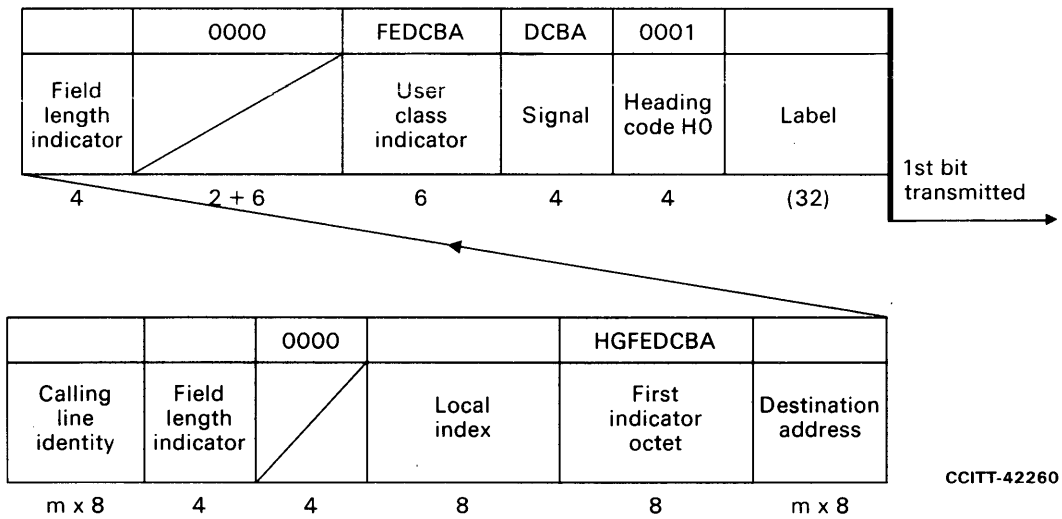 0000 FEDCBA DCBA 0001
Field length indicator
User class indicator
Signal
Heading code H0
Label
4 2 + 6 6 4 4 (32)
1st bit transmitted
0000 HGFEDCBA
Calling line identity
Field length indicator
Local index
First indicator octet
Destination address
m x 8 4 4 8 8 m x 8
CCITT-42260